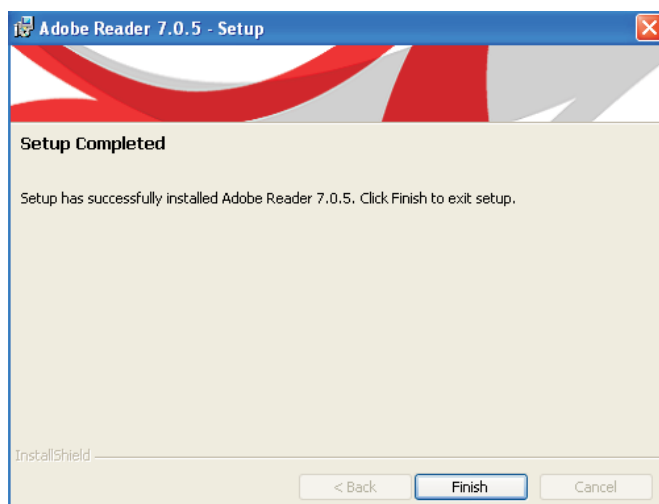 Adobe Reader 7.0.5 - Setup
Setup Completed
Setup has successfully installed Adobe Reader 7.0.5. Click Finish to exit setup.
InstallShield
< Back Finish Cancel